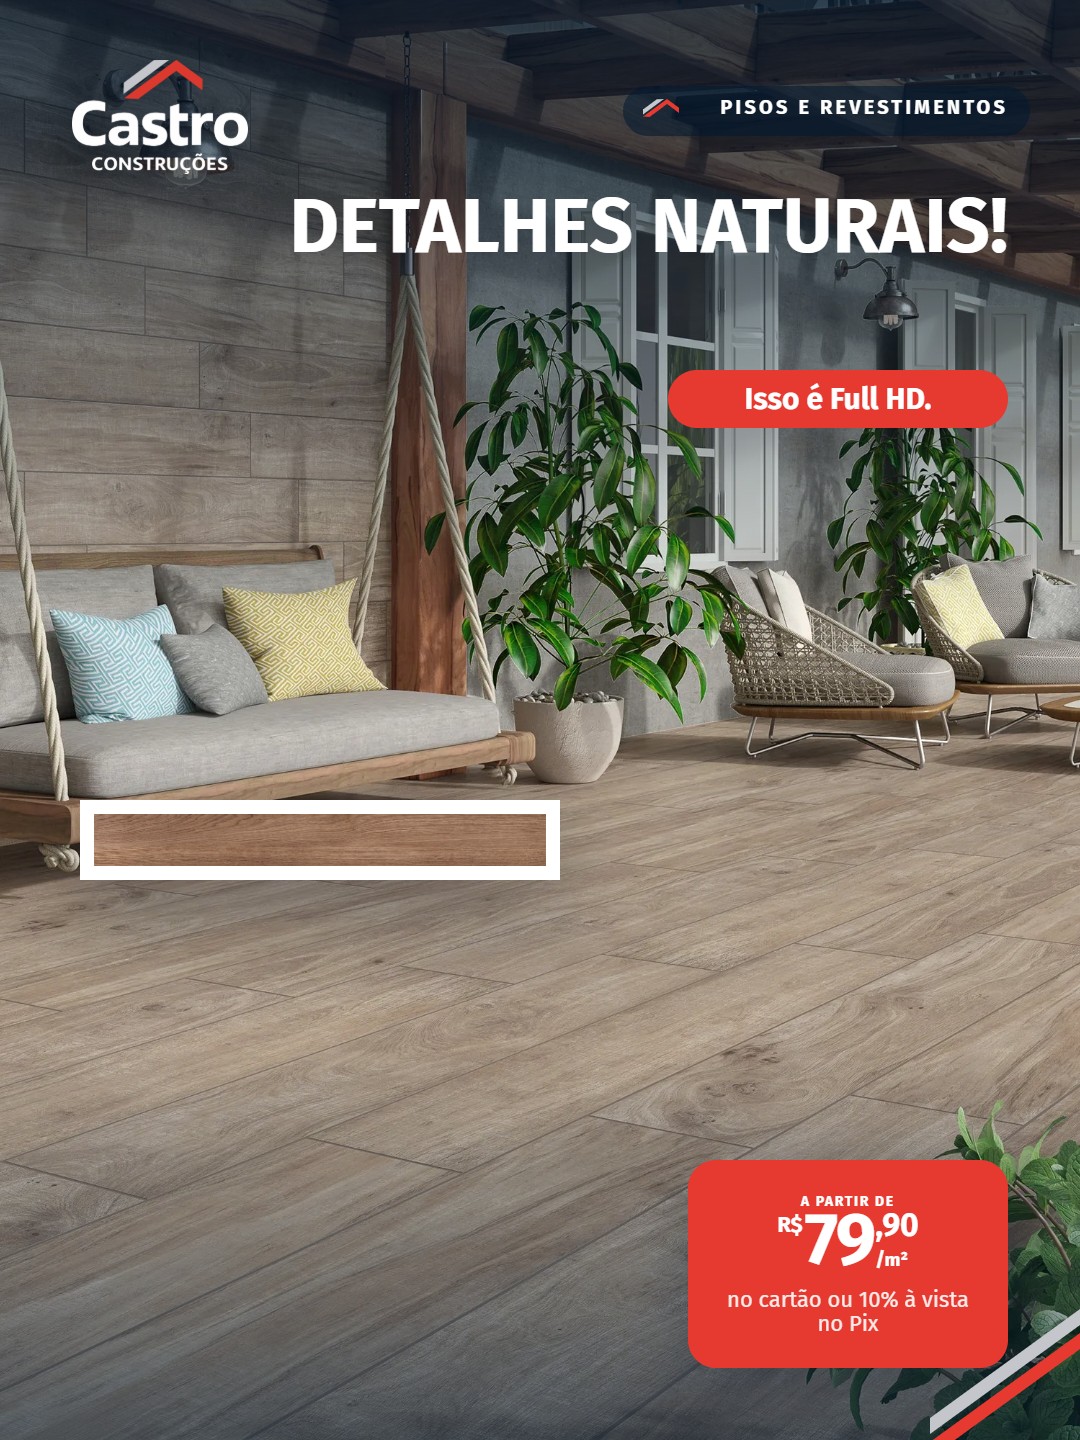 Castro
CONSTRUÇÕES
PISOS E REVESTIMENTOS
DETALHES NATURAIS!
Isso é Full HD.
A PARTIR DE
R$79,90
/m²
no cartão ou 10% à vista
no Pix